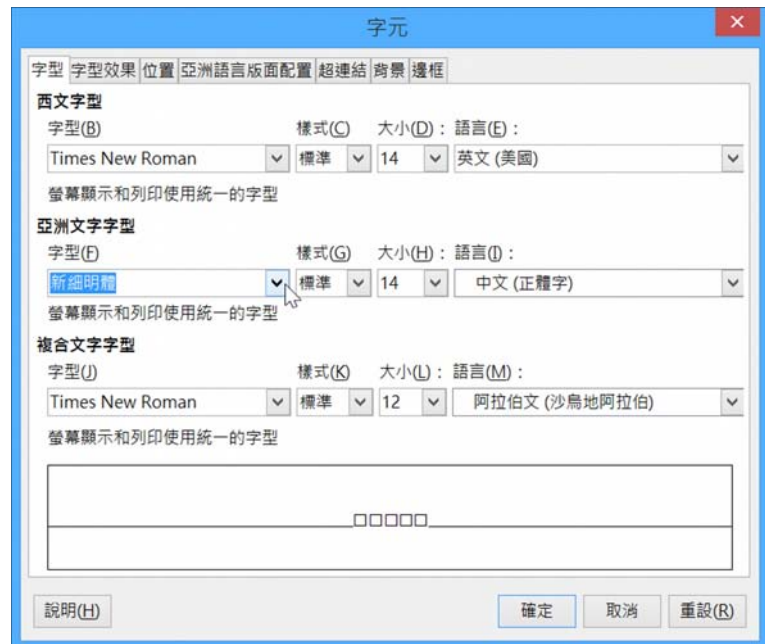 字元
字型 字型效果 位置 亞洲語言版面配置 超連結 背景 邊框
西文字型
字型(B) 樣式(C) 大小(D)： 語言(E)：
Times New Roman 標準 14 英文 (美國)
螢幕顯示和列印使用統一的字型
亞洲文字字型
字型(F) 樣式(G) 大小(H)： 語言(I)：
新細明體 標準 14 中文 (正體字)
螢幕顯示和列印使用統一的字型
複合文字字型
字型(J) 樣式(K) 大小(L)： 語言(M)：
Times New Roman 標準 12 阿拉伯文 (沙烏地阿拉伯)
螢幕顯示和列印使用統一的字型
□□□□□
說明(H) 確定 取消 重設(R)